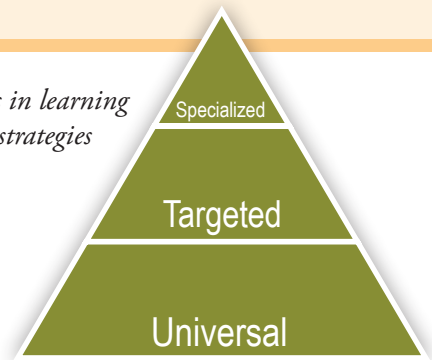 in learning
strategies
Specialized
Targeted
Universal